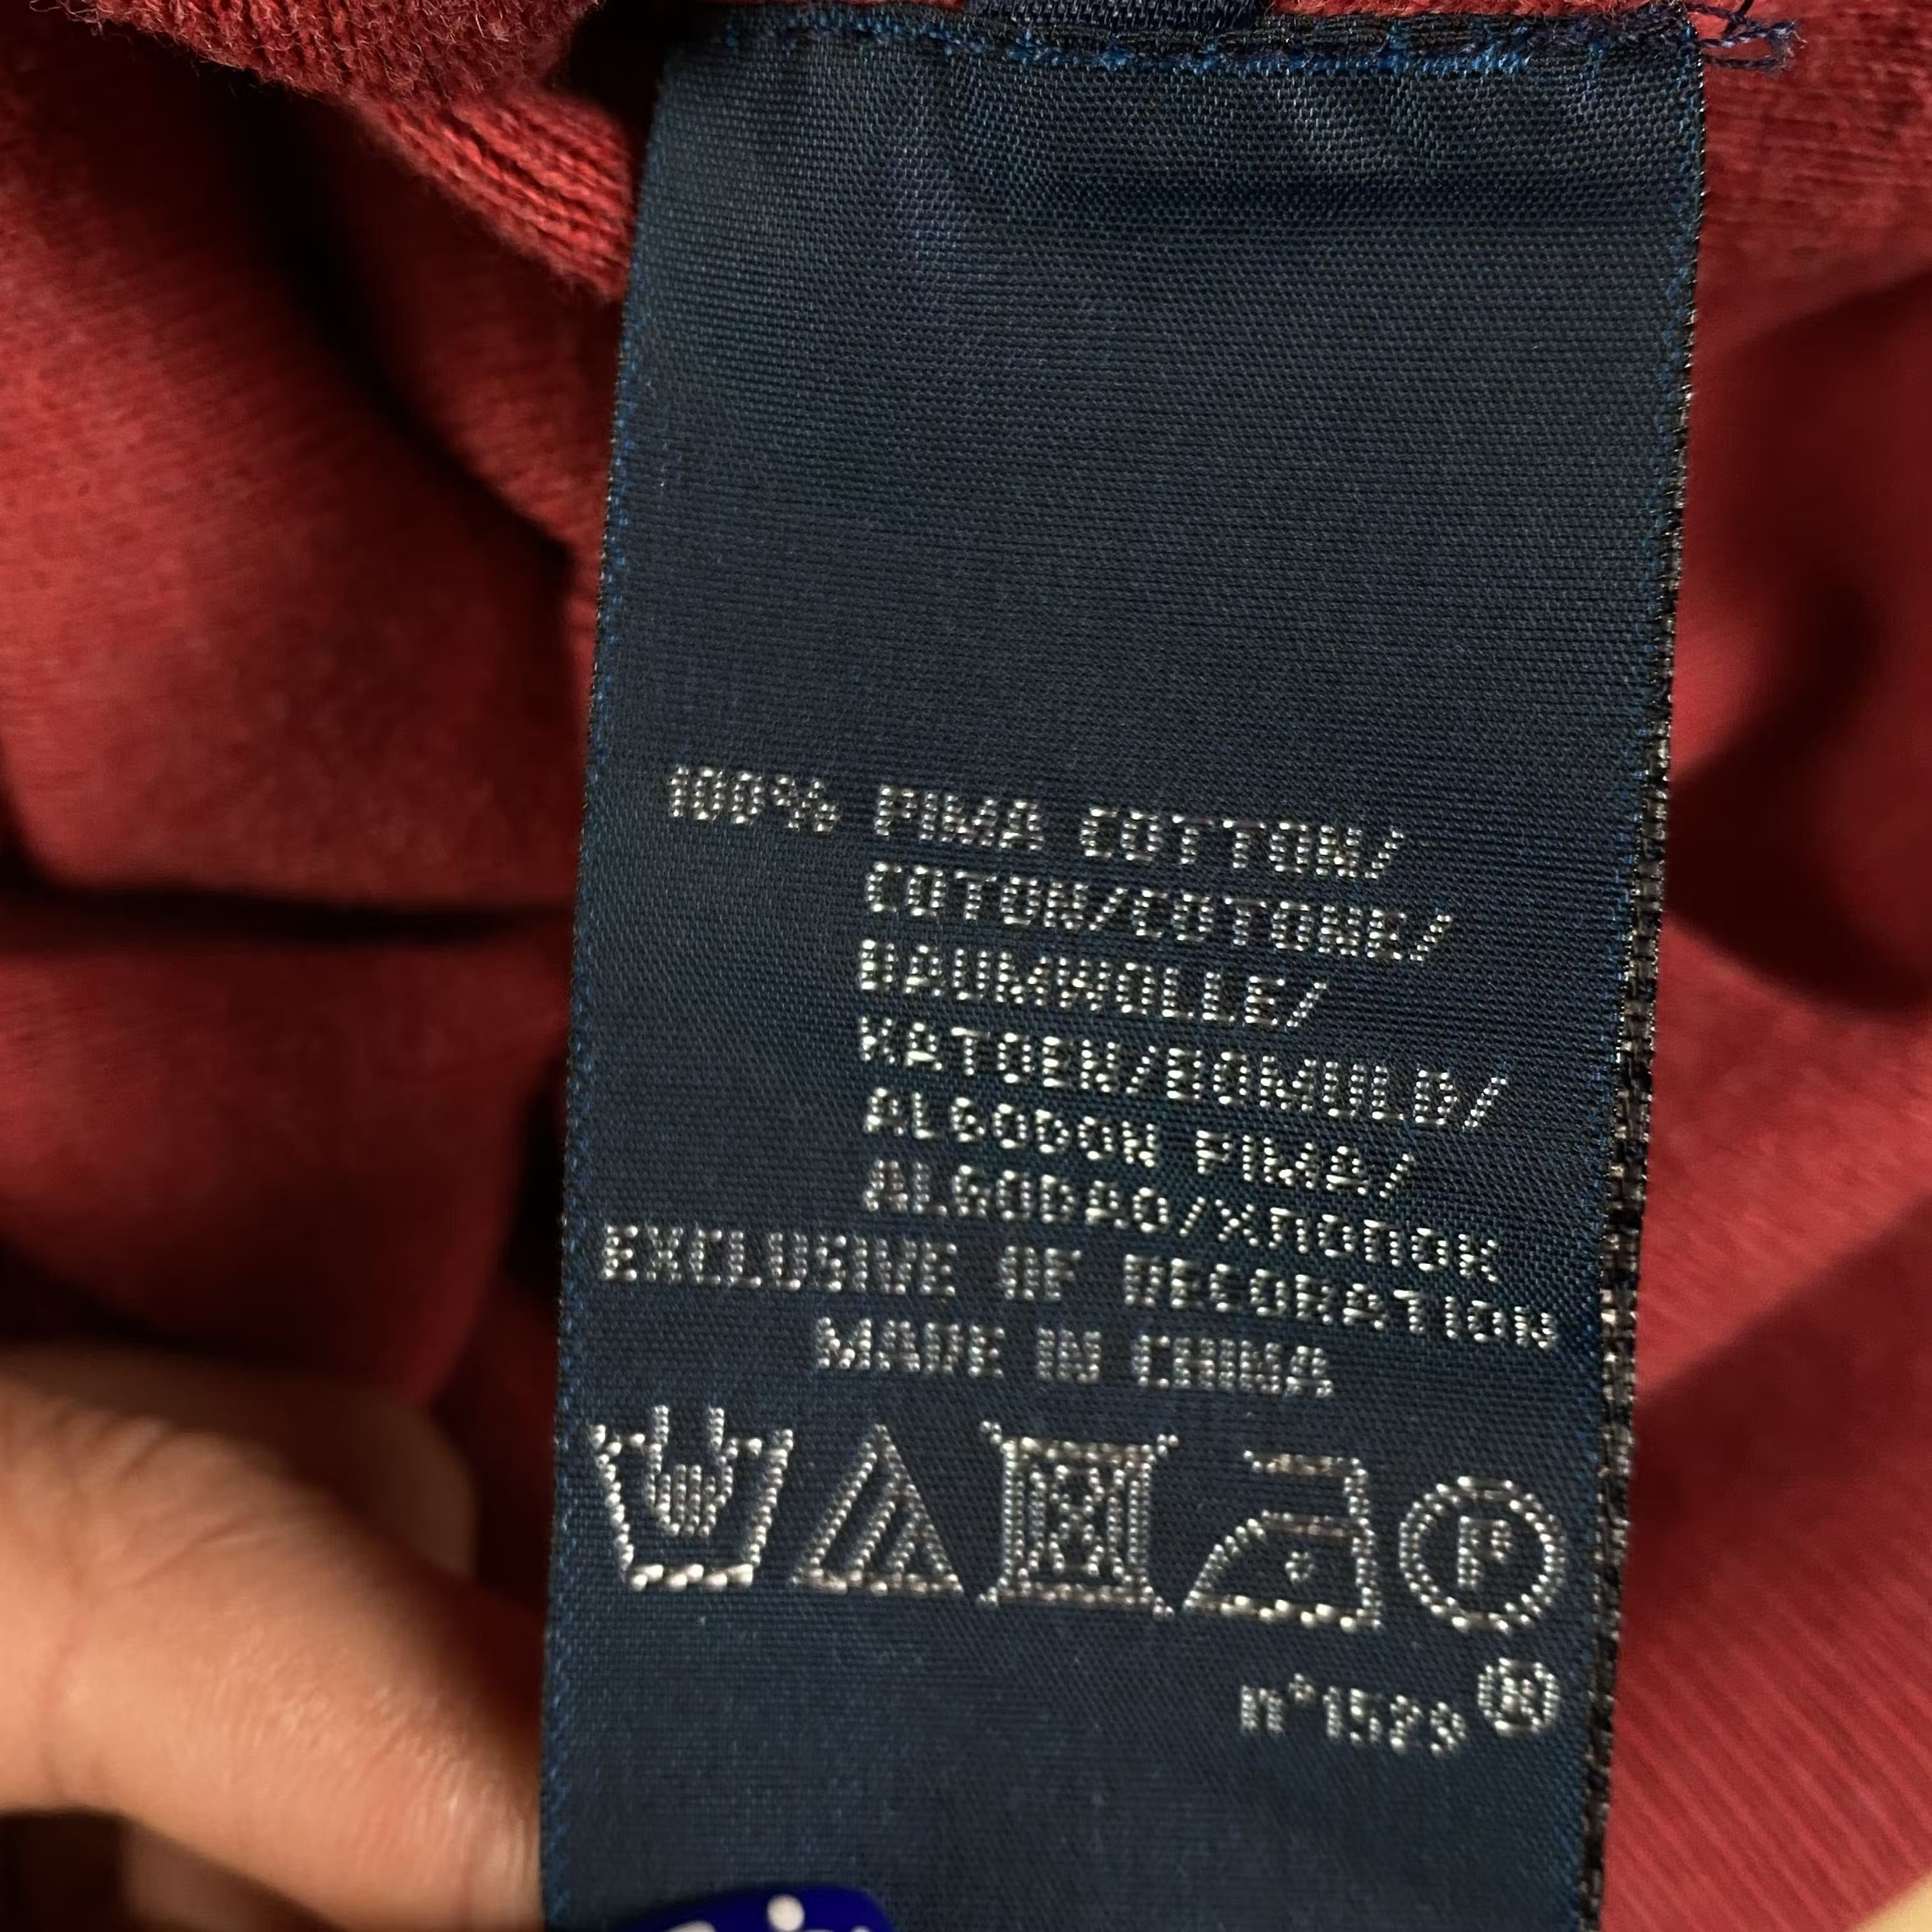 100% PIMA COTTON/
COTON/COTONE/
BAUMWOLLE/
KATOEN/BOMULD/
ALGODON PIMA/
ALGODAO/ХЛОПОК
EXCLUSIVE OF DECORATION
MADE IN CHINA
P
n°1529 ®